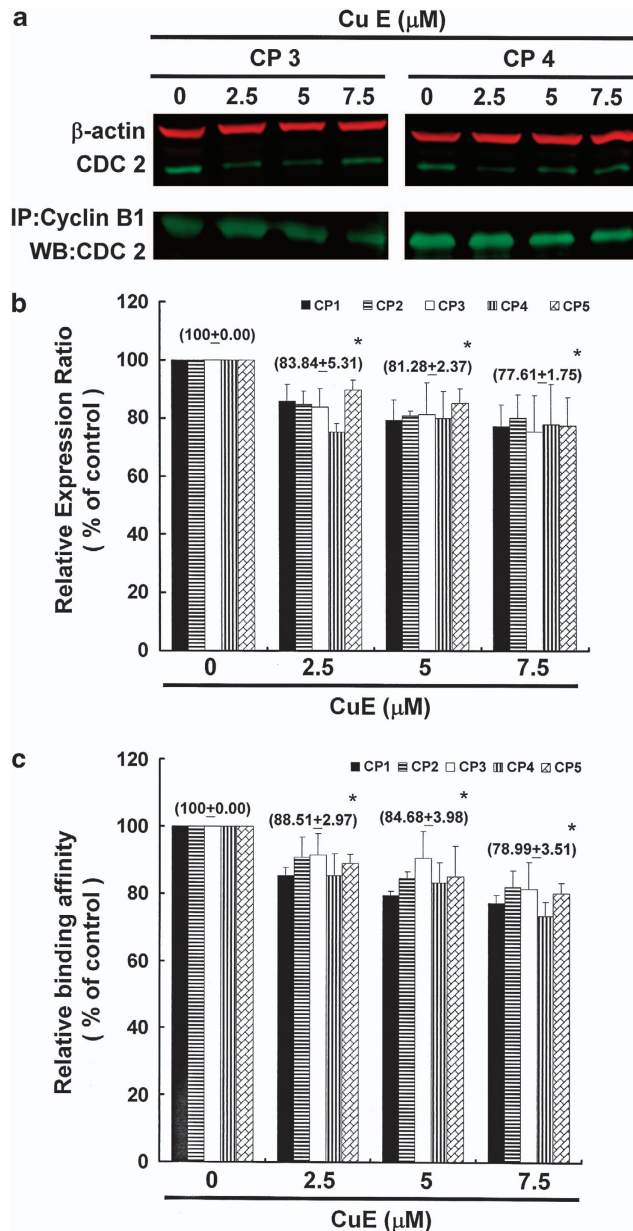 a
Cu E (μM)
CP 3 CP 4
0 2.5 5 7.5 0 2.5 5 7.5
β-actin
CDC 2
IP:Cyclin B1
WB:CDC 2
b
120
CP1 CP2 CP3 CP4 CP5
(100±0.00) (83.84±5.31) * (81.28±2.37) * (77.61±1.75) *
100
80
60
40
20
0
Relative Expression Ratio
( % of control )
0 2.5 5 7.5
CuE (μM)
c
120
CP1 CP2 CP3 CP4 CP5
(100±0.00) (88.51±2.97) * (84.68±3.98) * (78.99±3.51) *
100
80
60
40
20
0
Relative binding affinity
( % of control )
0 2.5 5 7.5
CuE (μM)